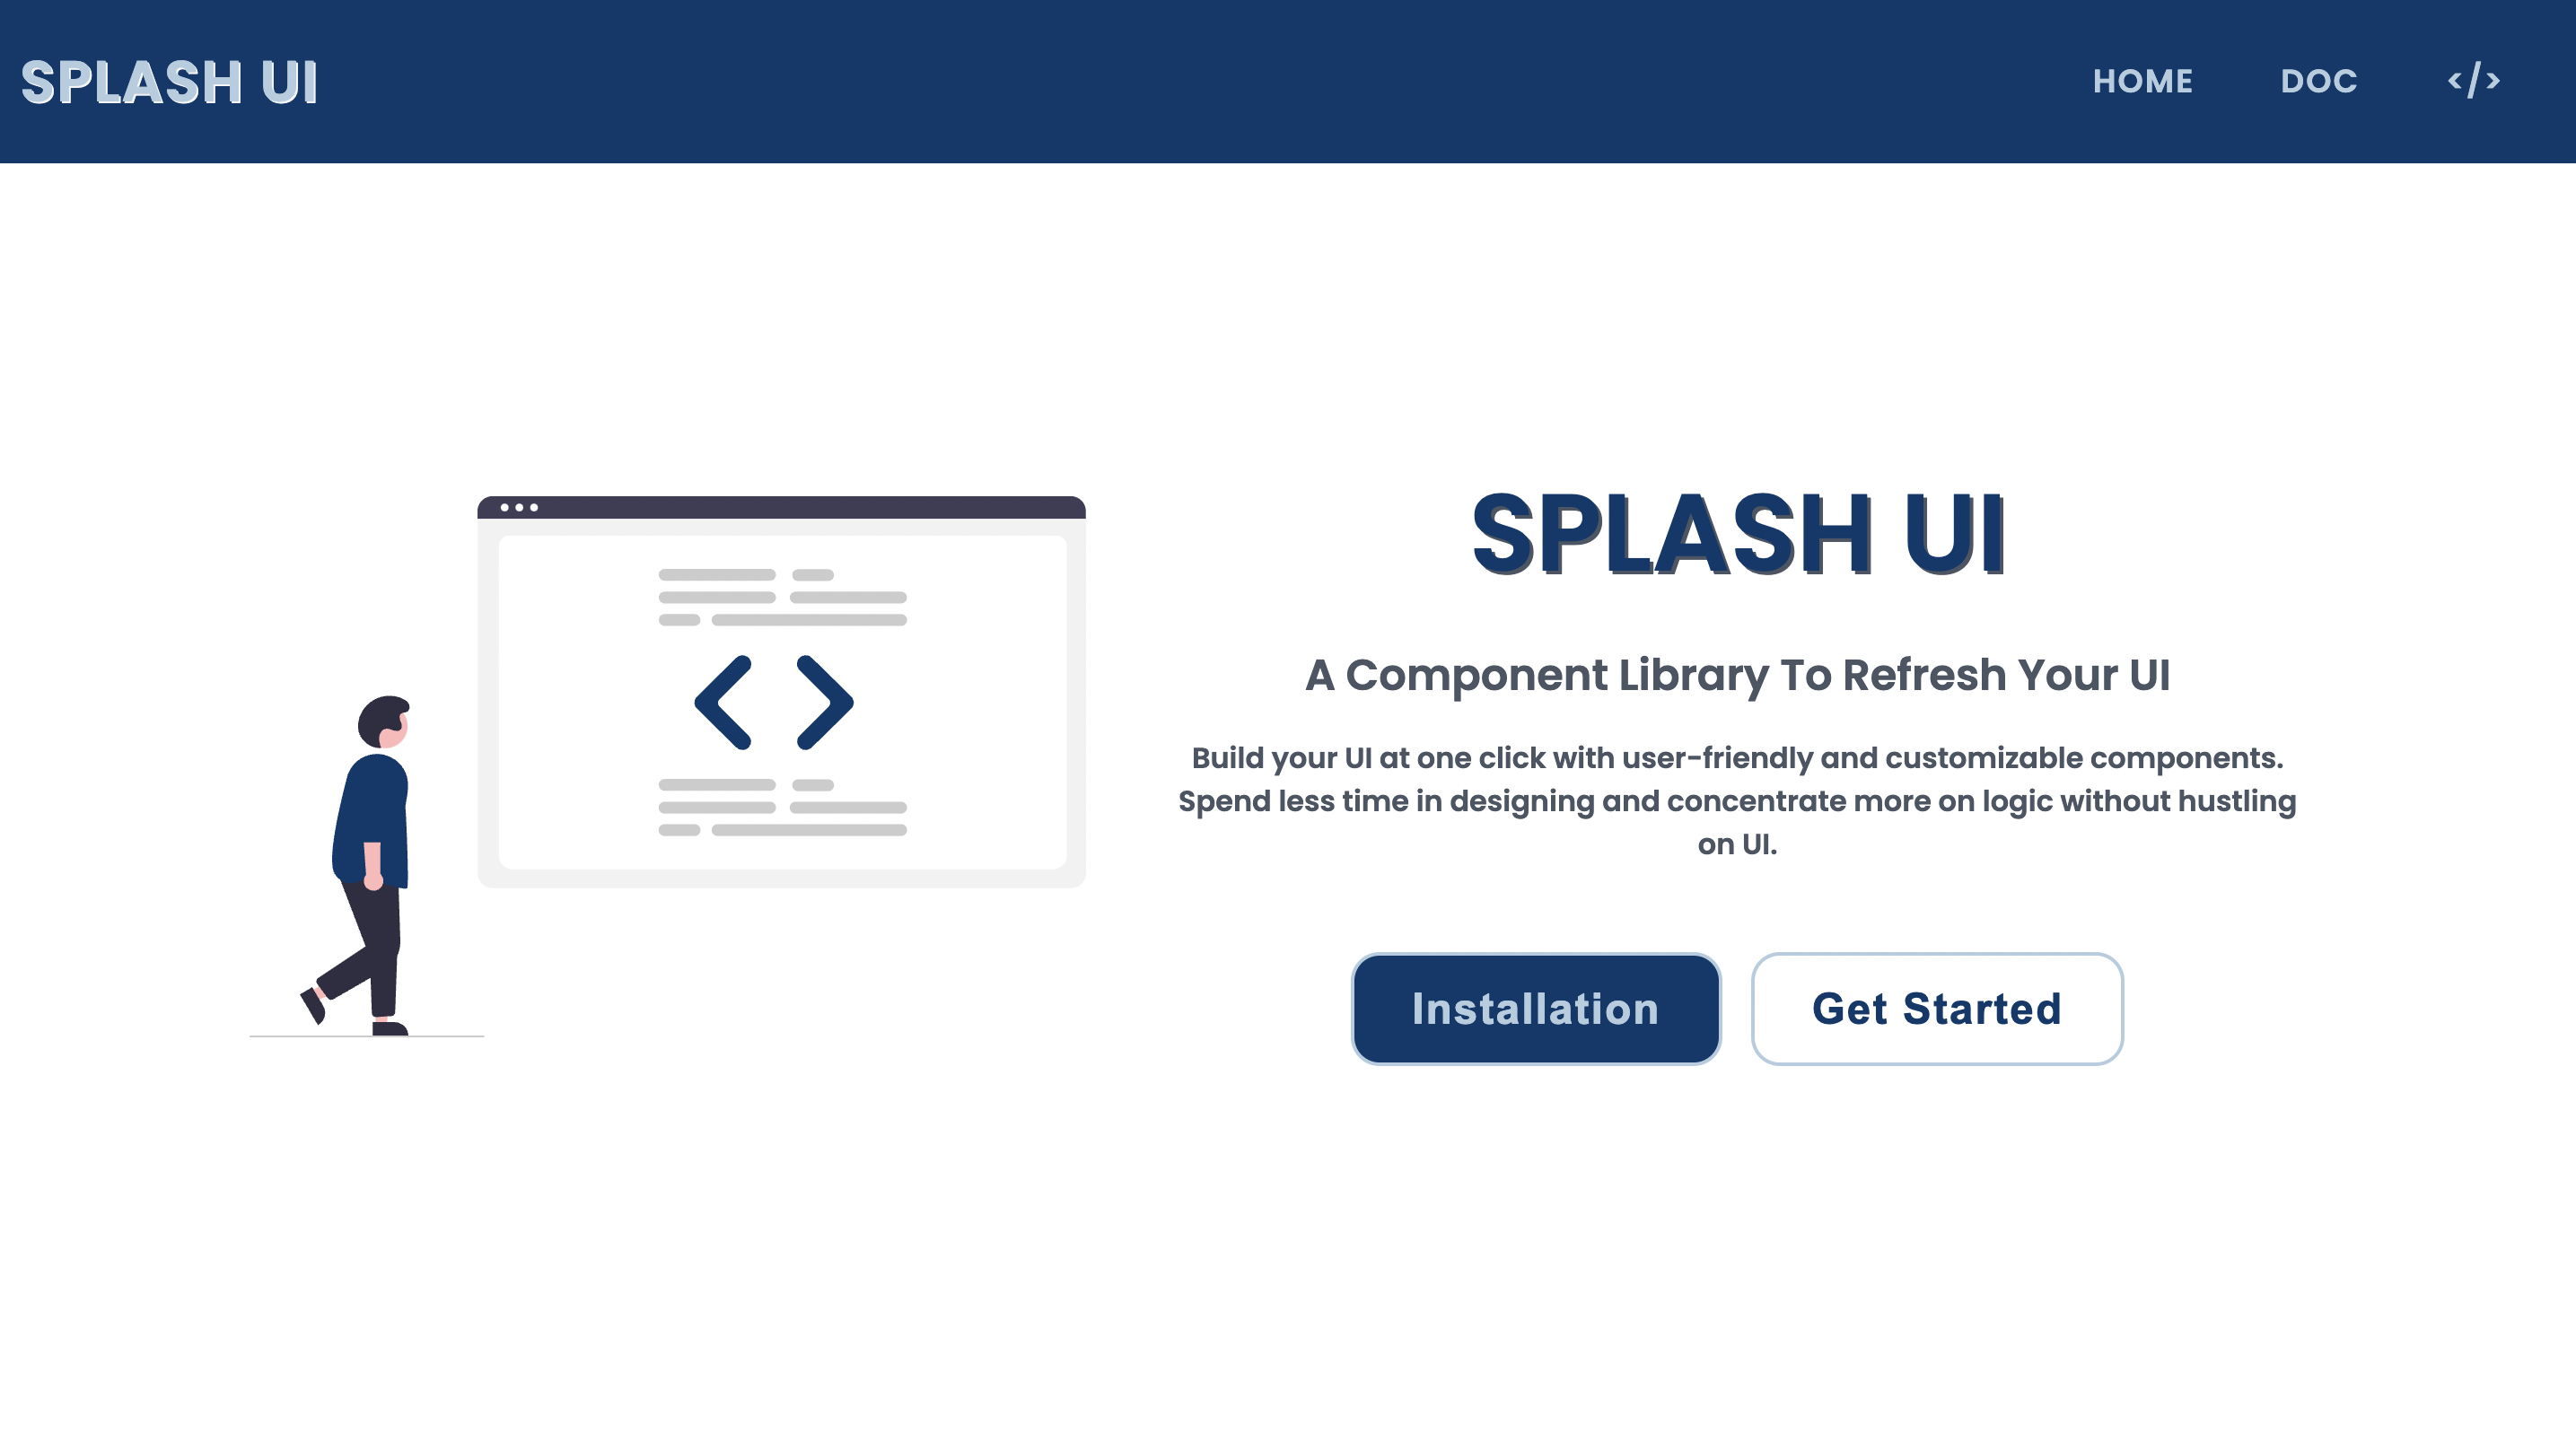 SPLASH UI
HOME DOC </>
SPLASH UI
A Component Library To Refresh Your UI
Build your UI at one click with user-friendly and customizable components.
Spend less time in designing and concentrate more on logic without hustling
on UI.
Installation Get Started